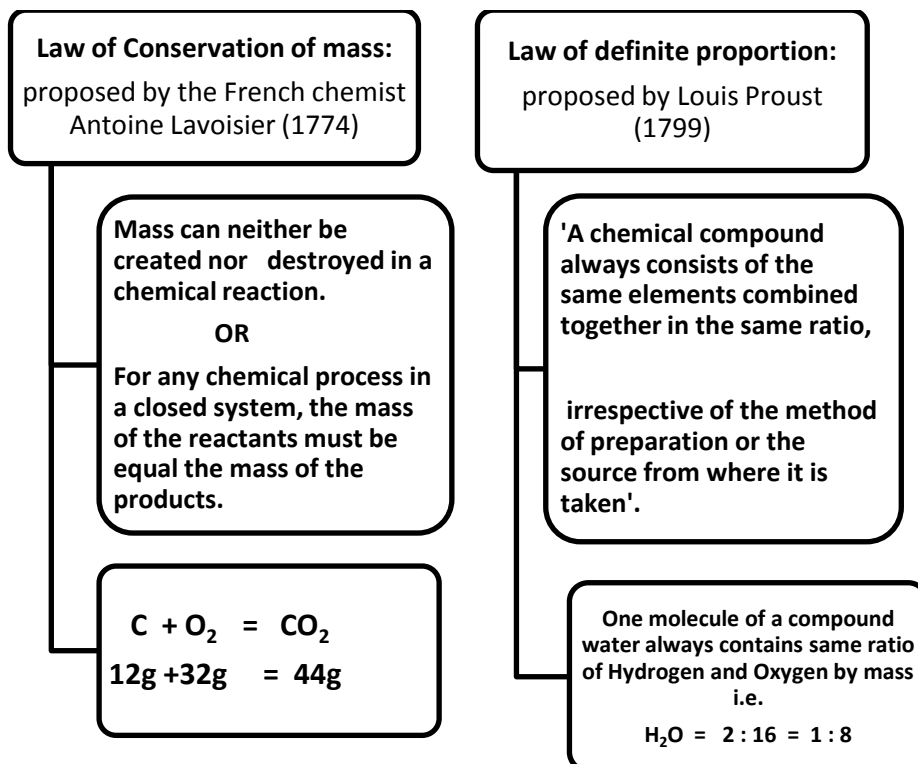 Law of Conservation of mass:
proposed by the French chemist
Antoine Lavoisier (1774)
Mass can neither be
created nor destroyed in a
chemical reaction.
OR
For any chemical process in
a closed system, the mass
of the reactants must be
equal the mass of the
products.
C + O₂ = CO₂
12g +32g = 44g
Law of definite proportion:
proposed by Louis Proust
(1799)
'A chemical compound
always consists of the
same elements combined
together in the same ratio,
irrespective of the method
of preparation or the
source from where it is
taken'.
One molecule of a compound
water always contains same ratio
of Hydrogen and Oxygen by mass
i.e.
H₂O = 2 : 16 = 1 : 8